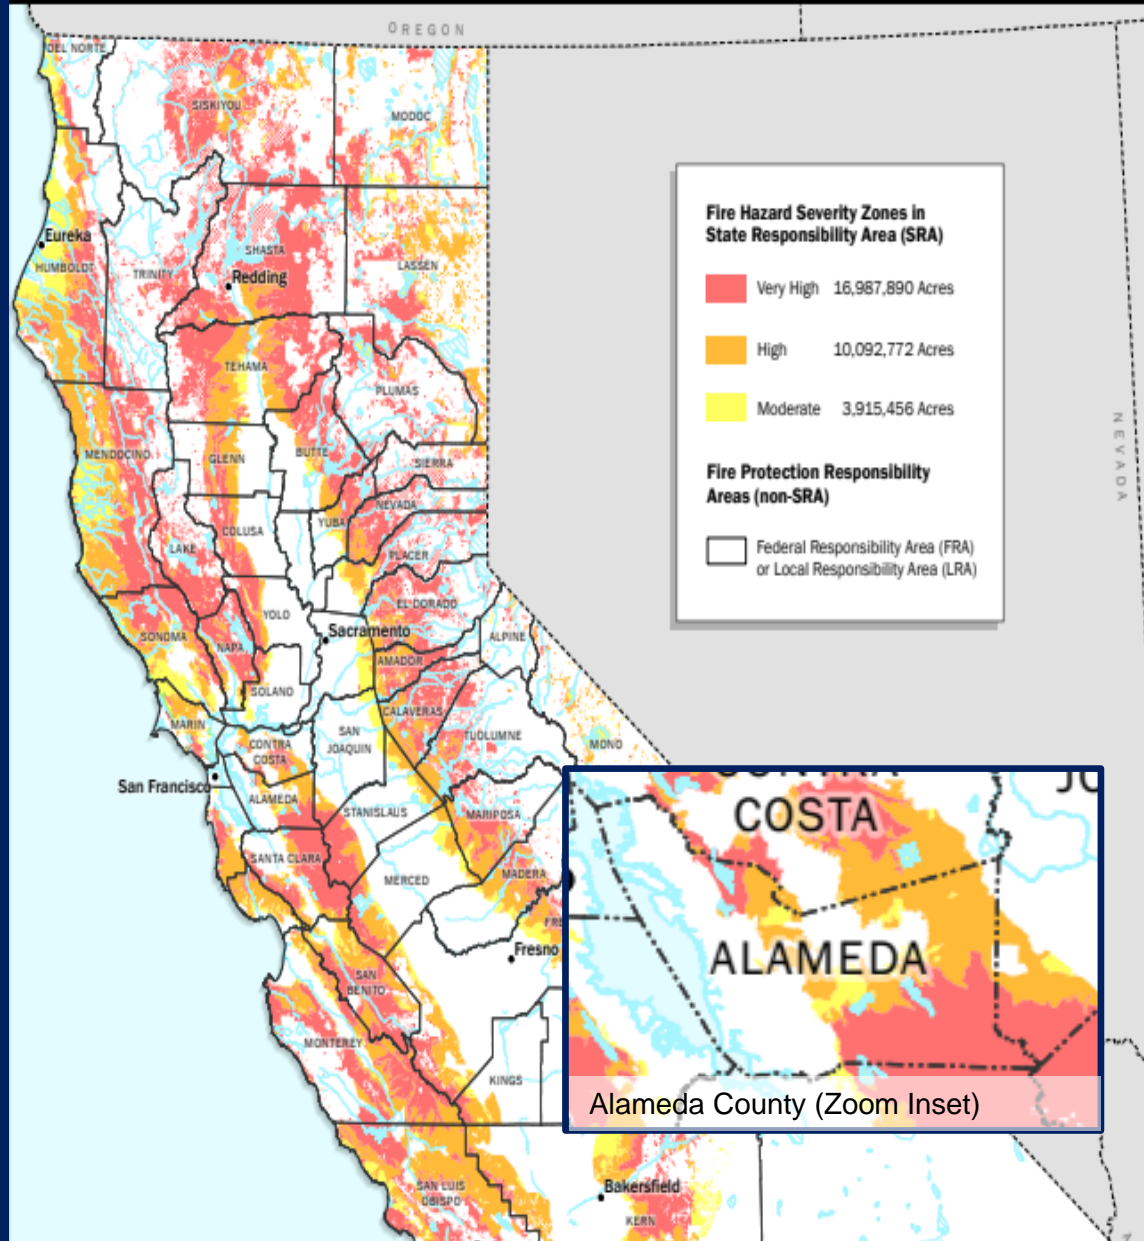 OREGON
DEL NORTE
SISKIYOU
MODOC
Eureka
HUMBOLDT
TRINITY
SHASTA
Redding
LASSEN
TEHAMA
PLUMAS
MENDOCINO
GLENN
BUTTE
SIERRA
NEVADA
YUBA
COLUSA
LAKE
PLACER
EL DORADO
YOLO
Sacramento
SONOMA
NAPA
ALPINE
AMADOR
SOLANO
CALAVERAS
MARIN
SAN
JOAQUIN
TUOLUMNE
MONO
CONTRA
COSTA
San Francisco
ALAMEDA
STANISLAUS
MARIPOSA
SANTA CLARA
MERCED
MADERA
FRE
Fresno
SAN
BENITO
MONTEREY
KINGS
SAN LUIS
OBISPO
Bakersfield
KERN
Fire Hazard Severity Zones in
State Responsibility Area (SRA)
Very High 16,987,890 Acres
High 10,092,772 Acres
Moderate 3,915,456 Acres
Fire Protection Responsibility
Areas (non-SRA)
Federal Responsibility Area (FRA)
or Local Responsibility Area (LRA)
NEVADA
CONTRA
COSTA
JO
ALAMEDA
Alameda County (Zoom Inset)